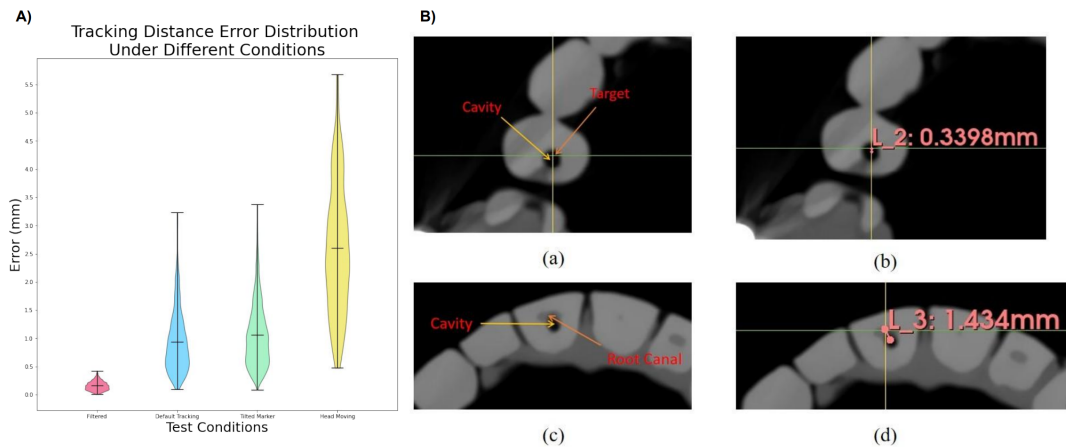 A)
Tracking Distance Error Distribution
Under Different Conditions
5.5
5.0
4.5
4.0
3.5
3.0
2.5
2.0
1.5
1.0
0.5
0.0
Error (mm)
Filtered
Default Tracking
Tilted Marker
Head Moving
Test Conditions
B)
Cavity
Target
(a)
L_2: 0.3398mm
(b)
Cavity
Root Canal
(c)
L_3: 1.434mm
(d)